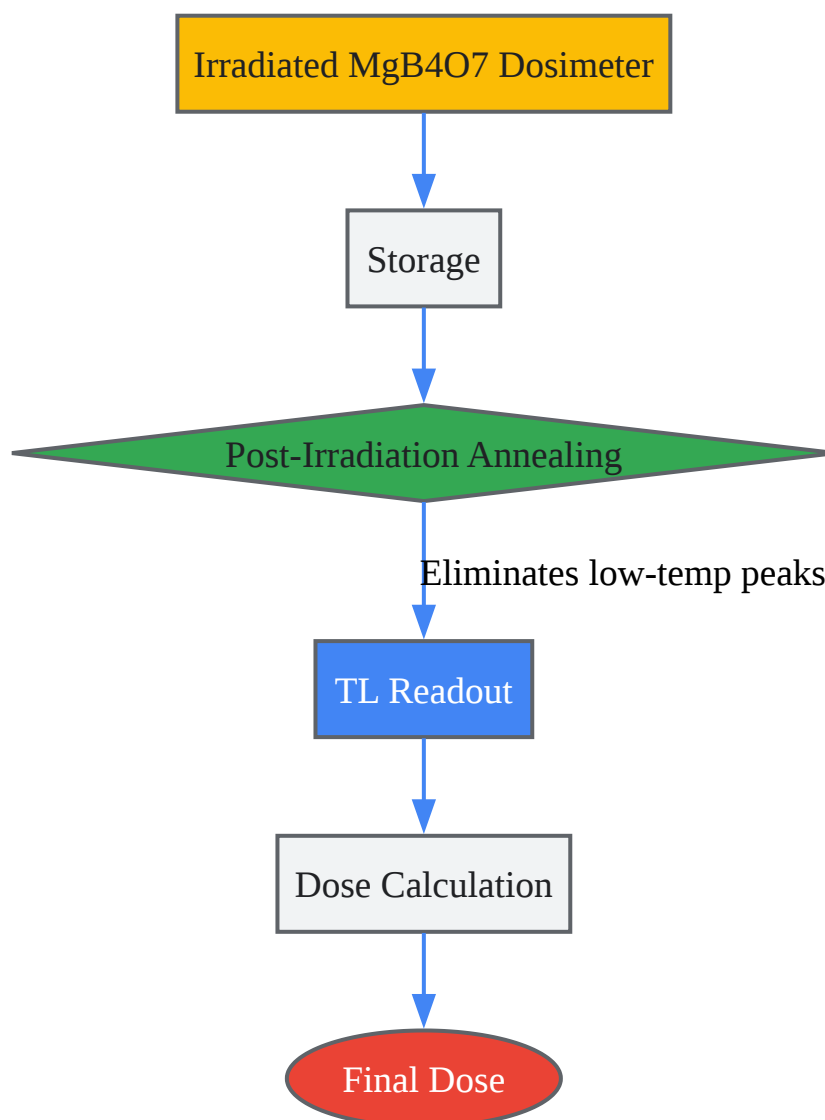 Irradiated MgB4O7 Dosimeter
Storage
Post-Irradiation Annealing
Eliminates low-temp peaks
TL Readout
Dose Calculation
Final Dose